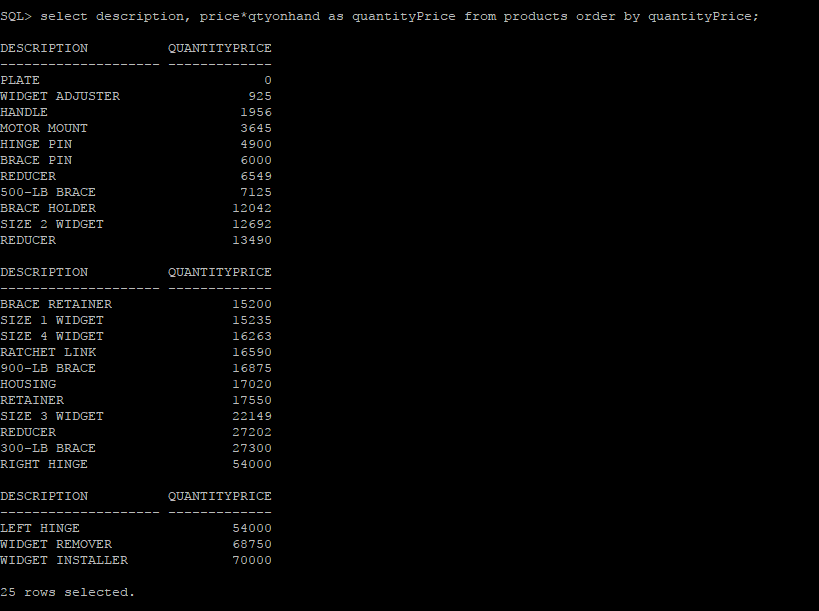 SQL> select description, price*qtyonhand as quantityPrice from products order by quantityPrice;
DESCRIPTION          QUANTITYPRICE
-------------------- -------------
PLATE                            0
WIDGET ADJUSTER                925
HANDLE                        1956
MOTOR MOUNT                   3645
HINGE PIN                     4900
BRACE PIN                     6000
REDUCER                       6549
500-LB BRACE                  7125
BRACE HOLDER                 12042
SIZE 2 WIDGET                12692
REDUCER                      13490
DESCRIPTION          QUANTITYPRICE
-------------------- -------------
BRACE RETAINER               15200
SIZE 1 WIDGET                15235
SIZE 4 WIDGET                16263
RATCHET LINK                 16590
900-LB BRACE                 16875
HOUSING                      17020
RETAINER                     17550
SIZE 3 WIDGET                22149
REDUCER                      27202
300-LB BRACE                 27300
RIGHT HINGE                  54000
DESCRIPTION          QUANTITYPRICE
-------------------- -------------
LEFT HINGE                   54000
WIDGET REMOVER               68750
WIDGET INSTALLER             70000
25 rows selected.